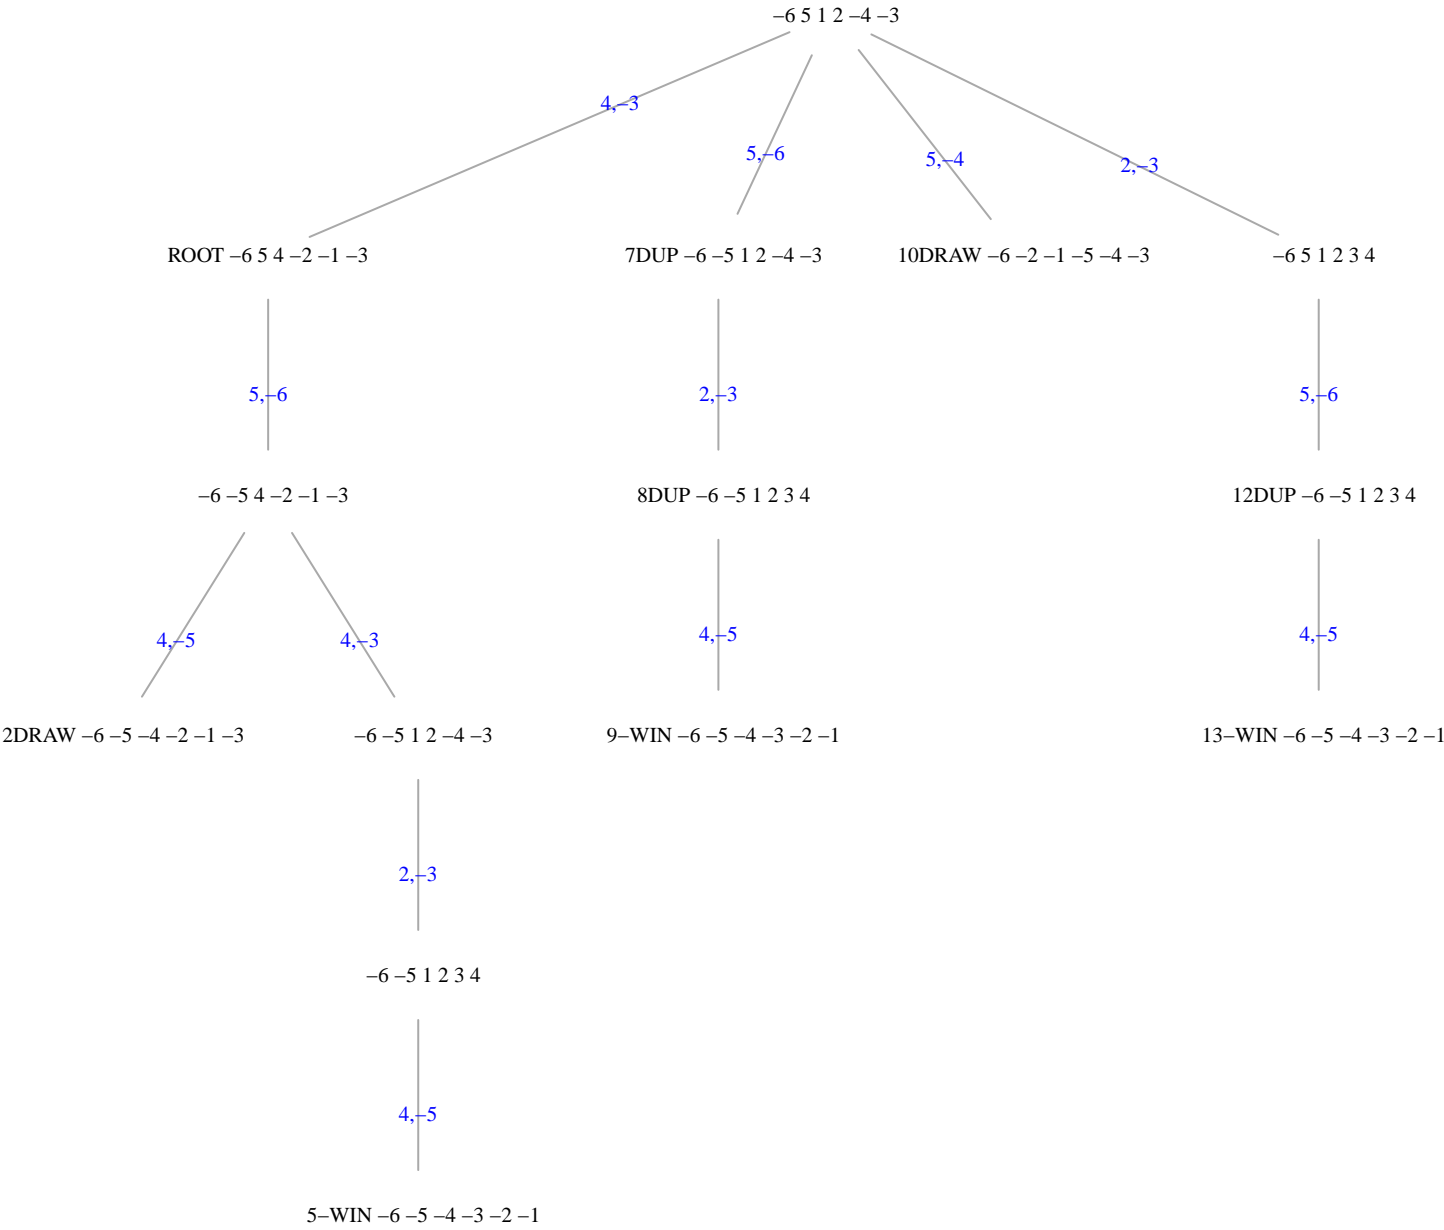 –6 5 1 2 –4 –3
4,–3
5,–6
5,–4
2,–3
ROOT –6 5 4 –2 –1 –3
7DUP –6 –5 1 2 –4 –3
10DRAW –6 –2 –1 –5 –4 –3
–6 5 1 2 3 4
5,–6
2,–3
5,–6
–6 –5 4 –2 –1 –3
8DUP –6 –5 1 2 3 4
12DUP –6 –5 1 2 3 4
4,–5
4,–3
4,–5
4,–5
2DRAW –6 –5 –4 –2 –1 –3
–6 –5 1 2 –4 –3
9–WIN –6 –5 –4 –3 –2 –1
13–WIN –6 –5 –4 –3 –2 –1
2,–3
–6 –5 1 2 3 4
4,–5
5–WIN –6 –5 –4 –3 –2 –1